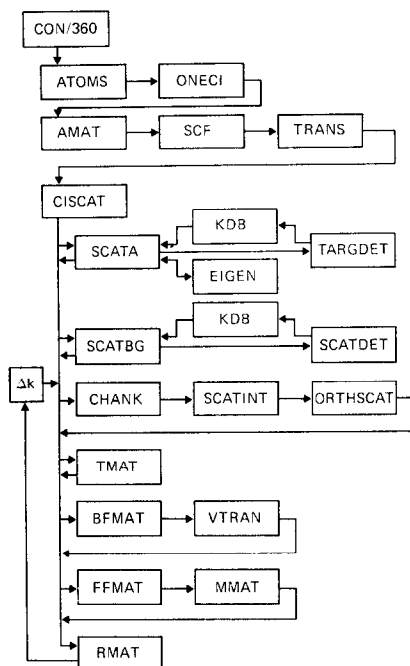 CON/360
ATOMS
ONECI
AMAT
SCF
TRANS
CISCAT
KDB
SCATA
TARGDET
EIGEN
KDB
SCATBG
SCATDET
Δk
CHANK
SCATINT
ORTHSCAT
TMAT
BFMAT
VTRAN
FFMAT
MMAT
RMAT